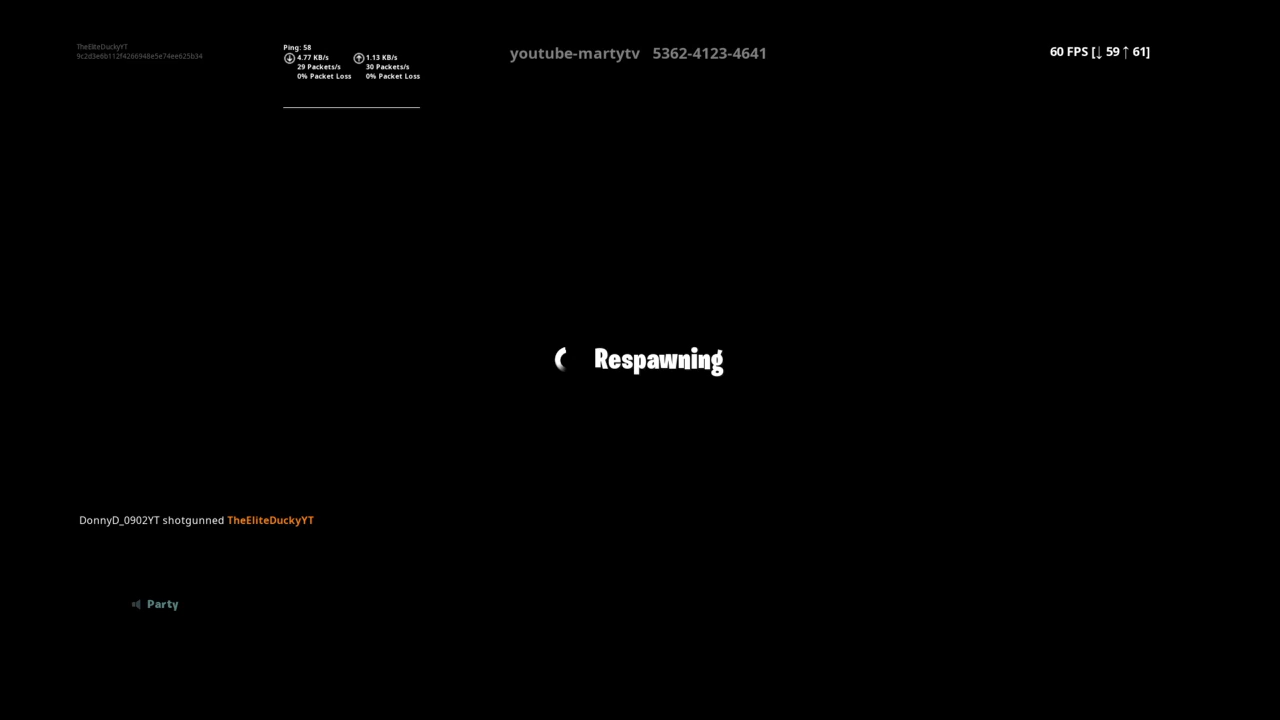 TheEliteDuckyYT
Ping: 58
4.77 KB/s 1.13 KB/s
29 Packets/s 30 Packets/s
0% Packet Loss 0% Packet Loss
youtube-martytv 5362-4123-4641
60 FPS [↓ 59 ↑ 61]
Respawning
DonnyD_0902YT shotgunned TheEliteDuckyYT
Party